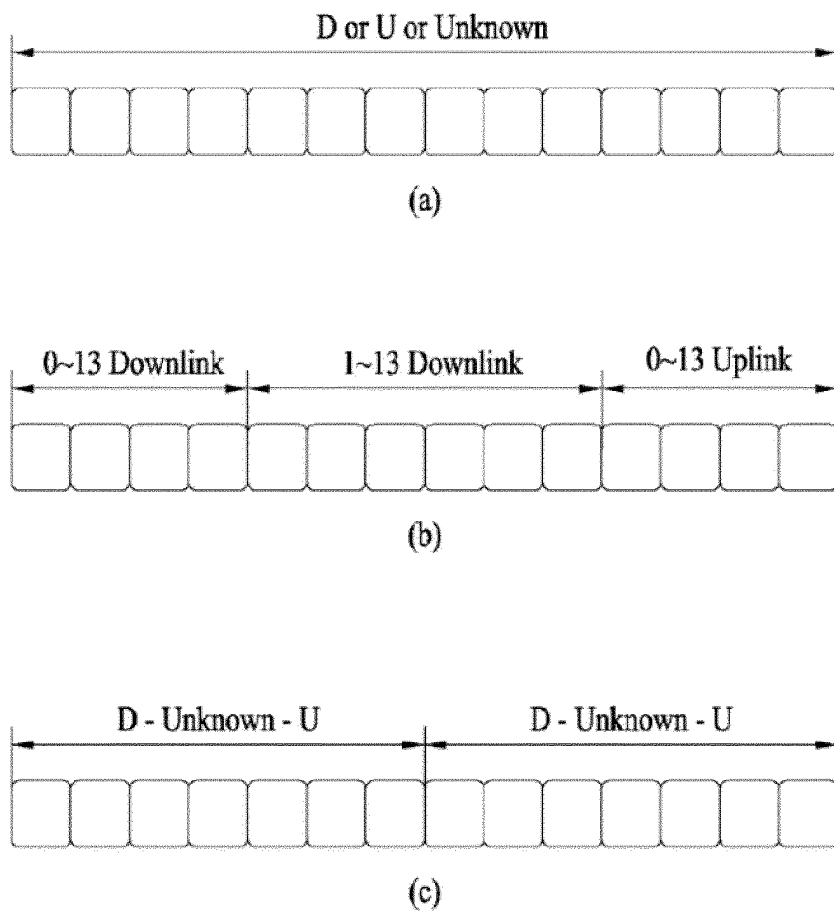 D or U or Unknown
(a)
0~13 Downlink 1~13 Downlink 0~13 Uplink
(b)
D - Unknown - U D - Unknown - U
(c)